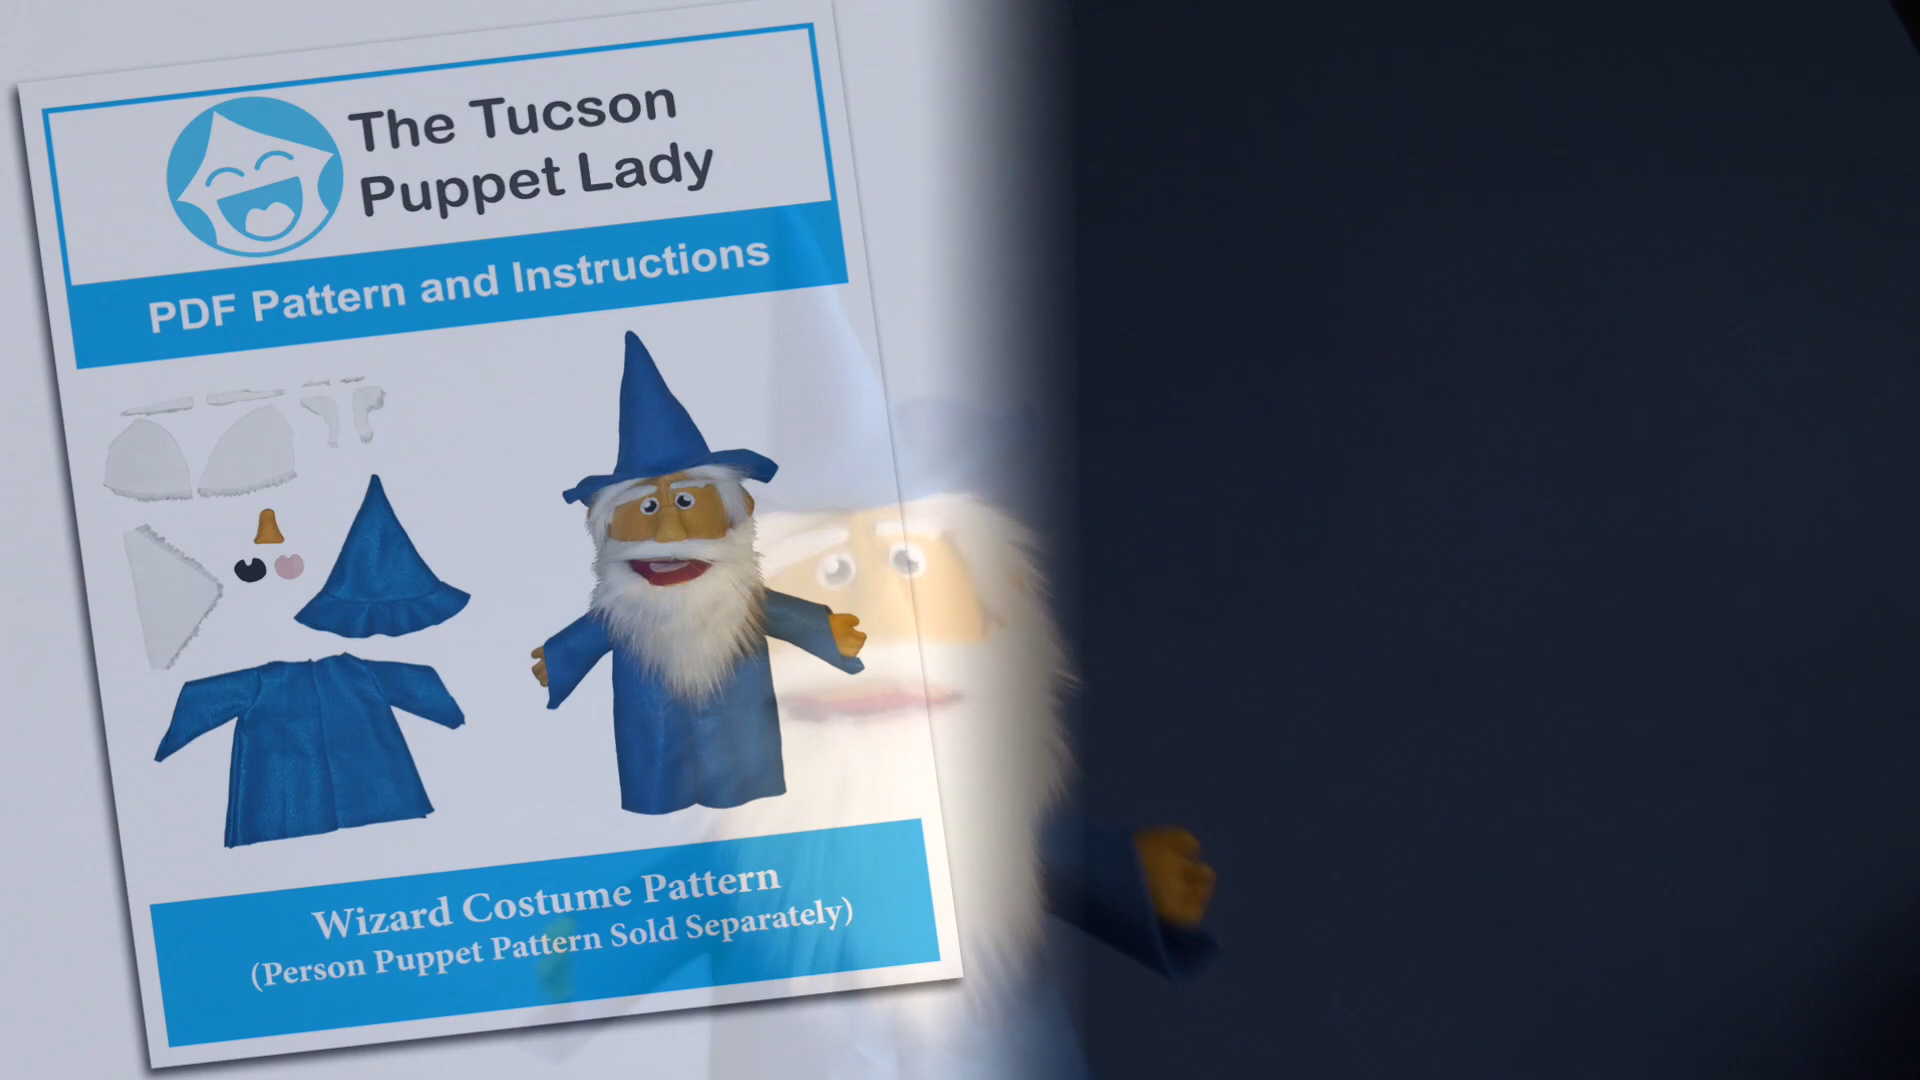 The Tucson
Puppet Lady
PDF Pattern and Instructions
Wizard Costume Pattern
(Person Puppet Pattern Sold Separately)